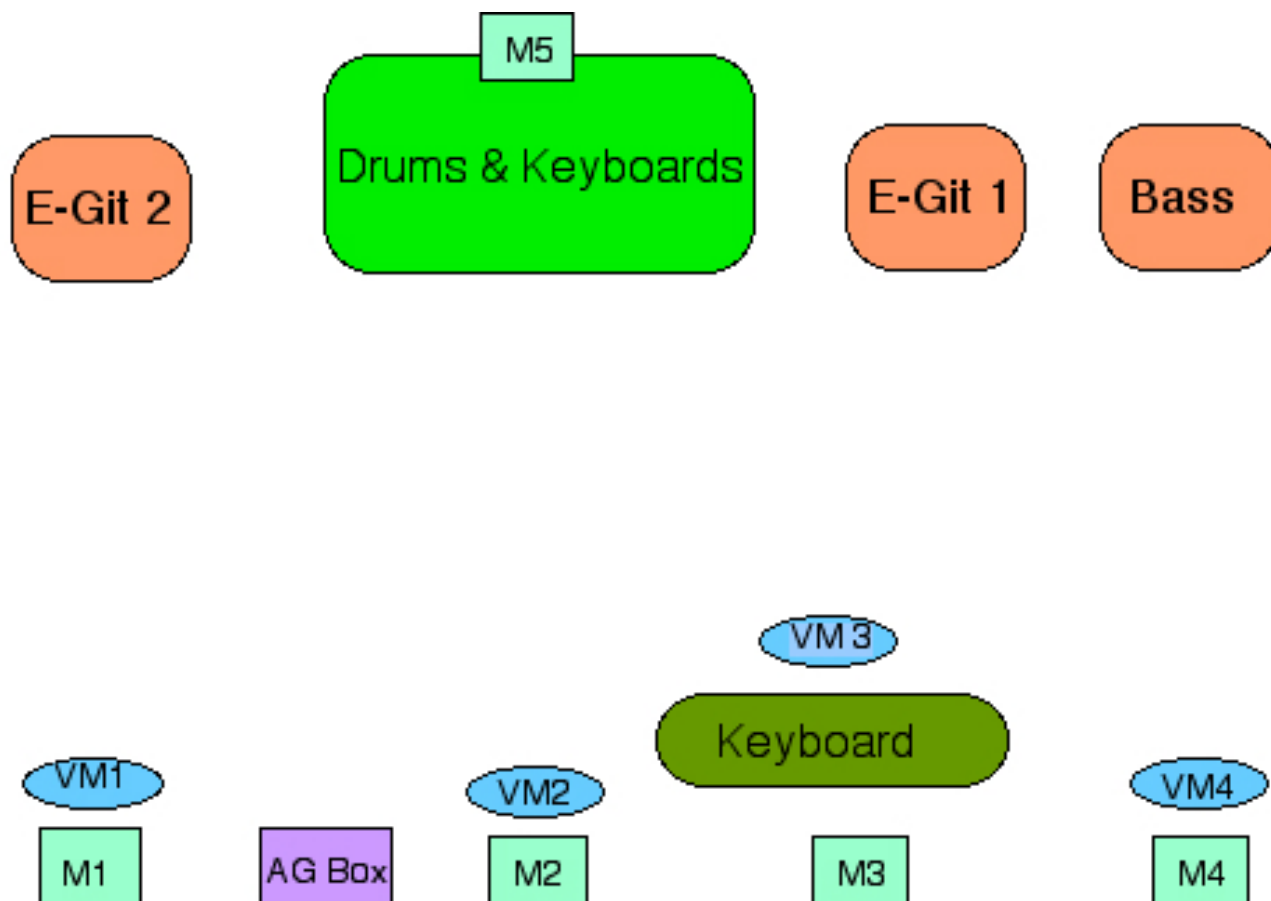 M5
Drums & Keyboards
E-Git 2
E-Git 1
Bass
VM 3
Keyboard
VM1
VM2
VM4
M1
AG Box
M2
M3
M4